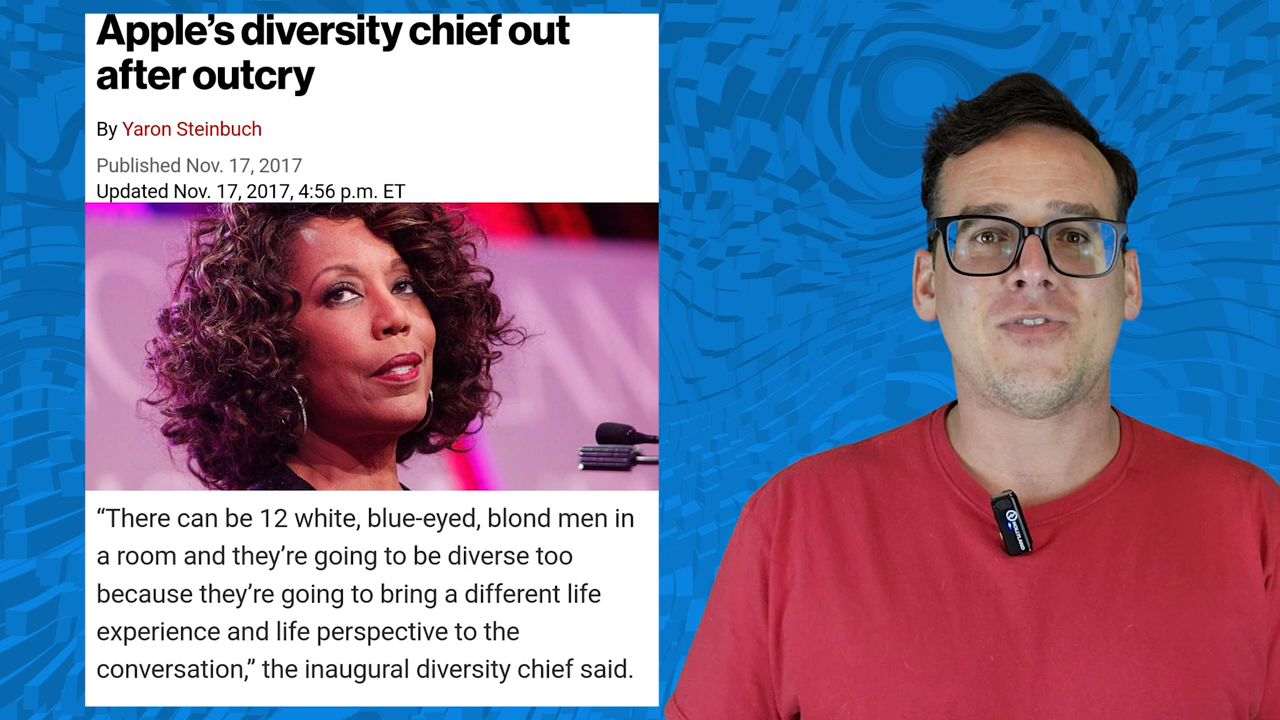 Apple’s diversity chief out
after outcry
By Yaron Steinbuch
Published Nov. 17, 2017
Updated Nov. 17, 2017, 4:56 p.m. ET
“There can be 12 white, blue-eyed, blond men in
a room and they’re going to be diverse too
because they’re going to bring a different life
experience and life perspective to the
conversation,” the inaugural diversity chief said.
HOLLYLAND